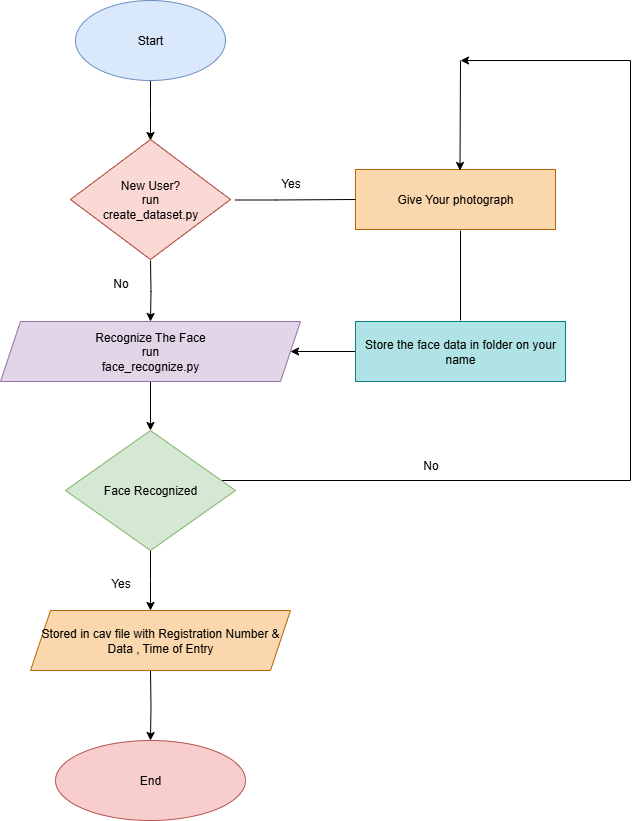 Start
New User?
run
create_dataset.py
Yes
Give Your photograph
No
Recognize The Face
run
face_recognize.py
Store the face data in folder on your
name
No
Face Recognized
Yes
Stored in cav file with Registration Number &
Data , Time of Entry
End